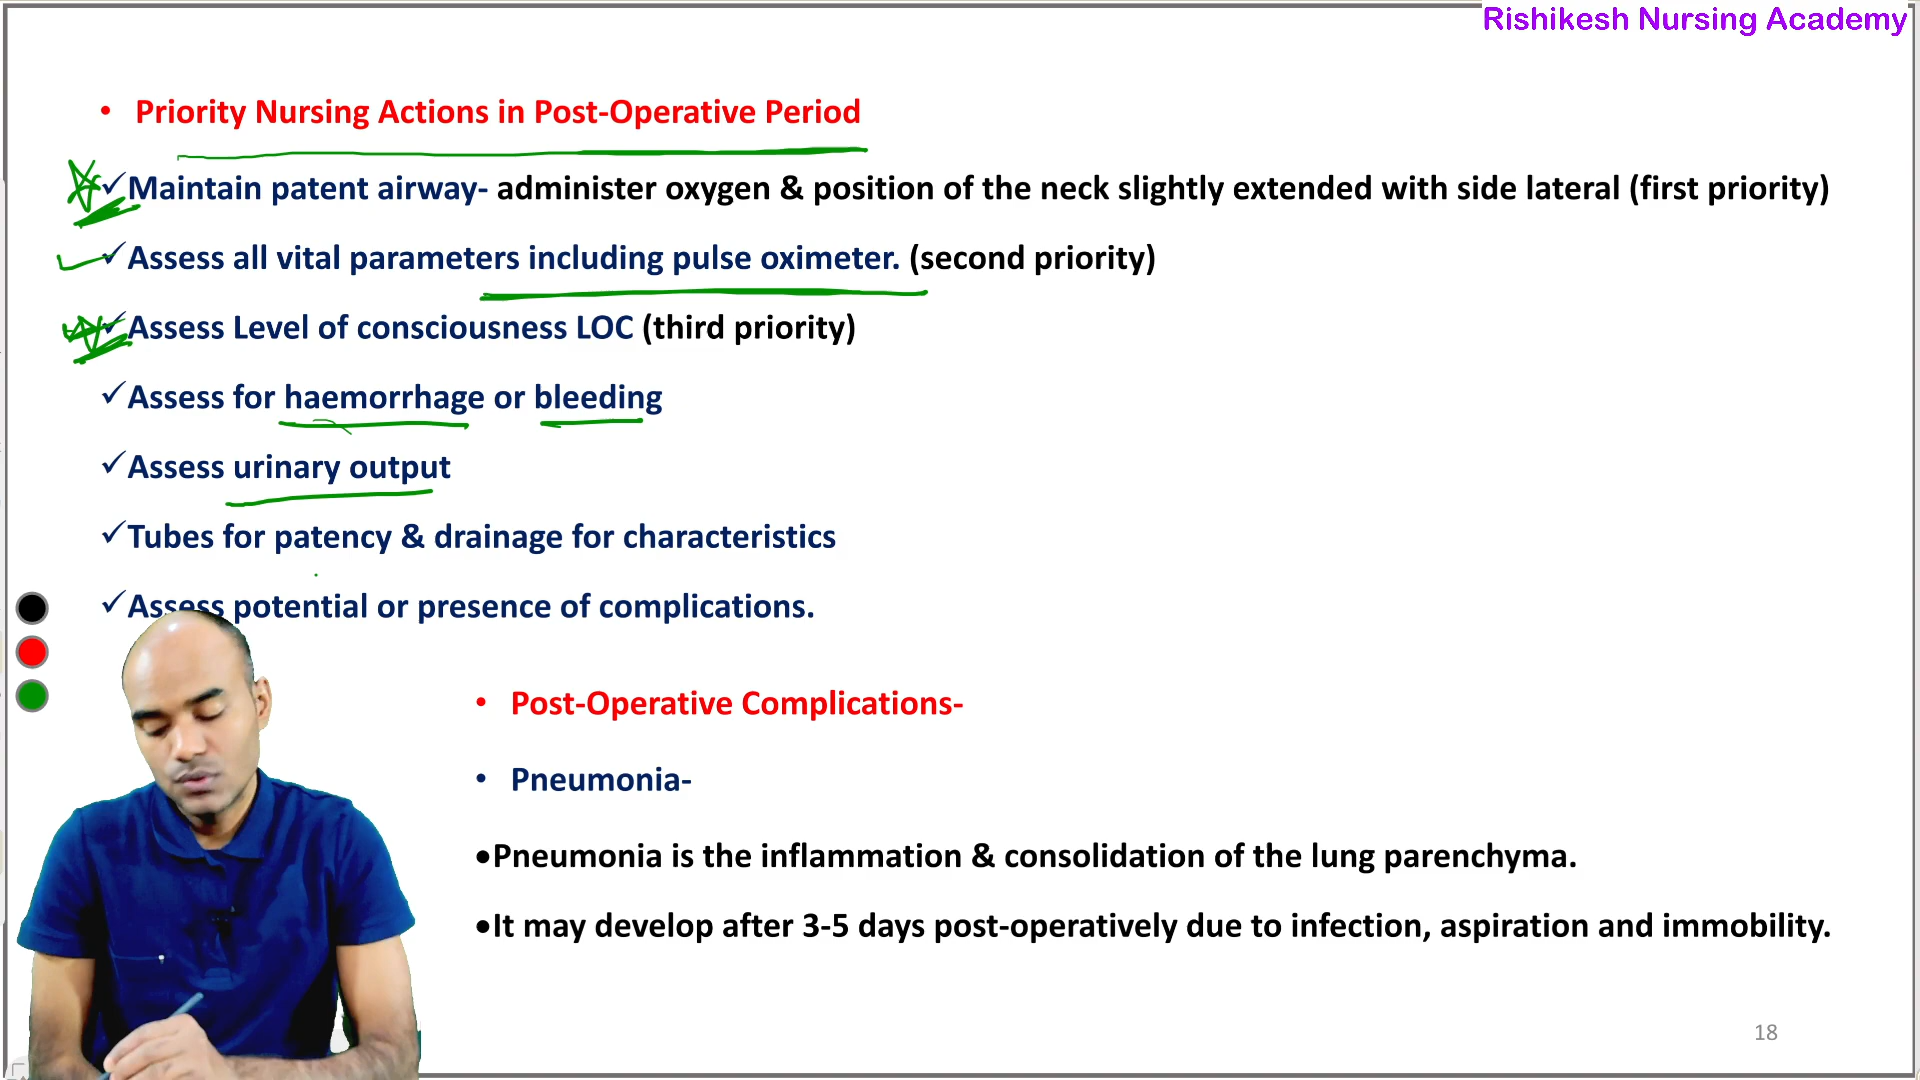 Rishikesh Nursing Academy
• Priority Nursing Actions in Post-Operative Period
✓Maintain patent airway- administer oxygen & position of the neck slightly extended with side lateral (first priority)
✓Assess all vital parameters including pulse oximeter. (second priority)
✓Assess Level of consciousness LOC (third priority)
✓Assess for haemorrhage or bleeding
✓Assess urinary output
✓Tubes for patency & drainage for characteristics
✓Assess potential or presence of complications.
• Post-Operative Complications-
• Pneumonia-
•Pneumonia is the inflammation & consolidation of the lung parenchyma.
•It may develop after 3-5 days post-operatively due to infection, aspiration and immobility.
18